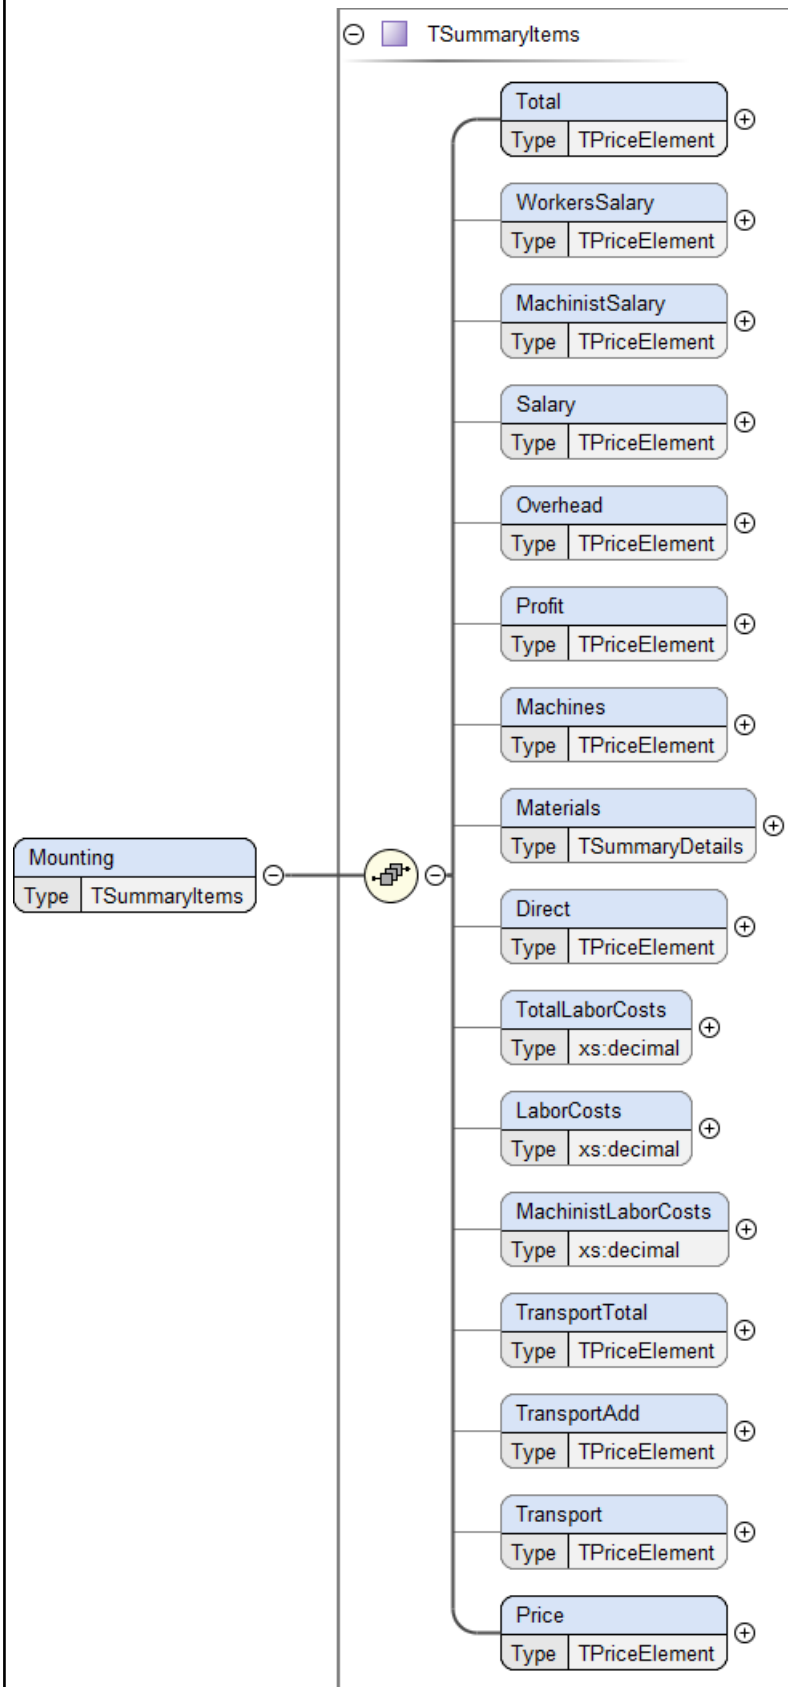 TSummaryItems
Total
Type TPriceElement
WorkersSalary
Type TPriceElement
MachinistSalary
Type TPriceElement
Salary
Type TPriceElement
Overhead
Type TPriceElement
Profit
Type TPriceElement
Machines
Type TPriceElement
Materials
Type TSummaryDetails
Mounting
Type TSummaryItems
Direct
Type TPriceElement
TotalLaborCosts
Type xs:decimal
LaborCosts
Type xs:decimal
MachinistLaborCosts
Type xs:decimal
TransportTotal
Type TPriceElement
TransportAdd
Type TPriceElement
Transport
Type TPriceElement
Price
Type TPriceElement